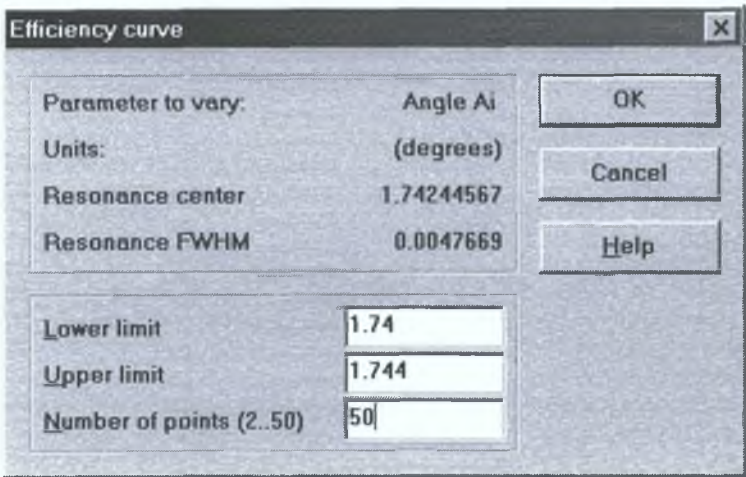 Efficiency curve
Parameter to vary: Angle Ai
Units: (degrees)
Resonance center 1.74244567
Resonance FWHM 0.0047669
OK
Cancel
Help
Lower limit 1.74
Upper limit 1.744
Number of points (2..50) 50